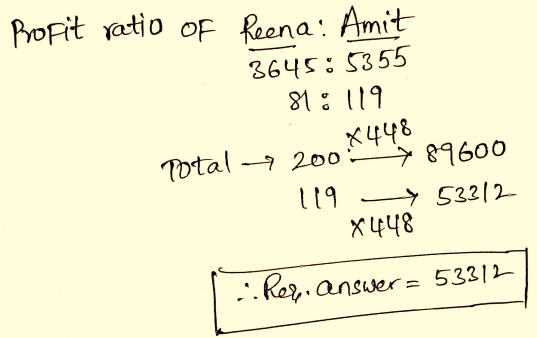 Profit ratio of Reena : Amit
3645 : 5355
81 : 119
×448
Total → 200 → 89600
119 → 53312
×448
∴ Req. answer = 53312